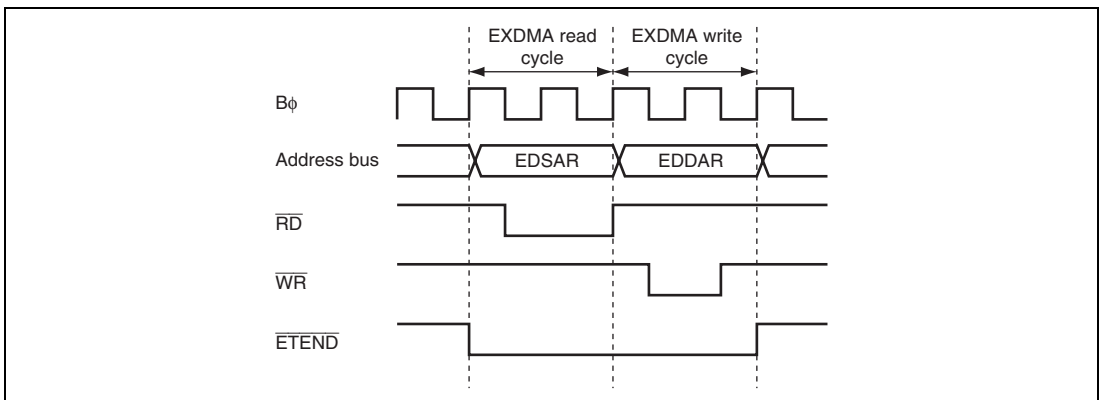 EXDMA read
cycle
EXDMA write
cycle
Bϕ
Address bus
EDSAR
EDDAR
RD
WR
ETEND